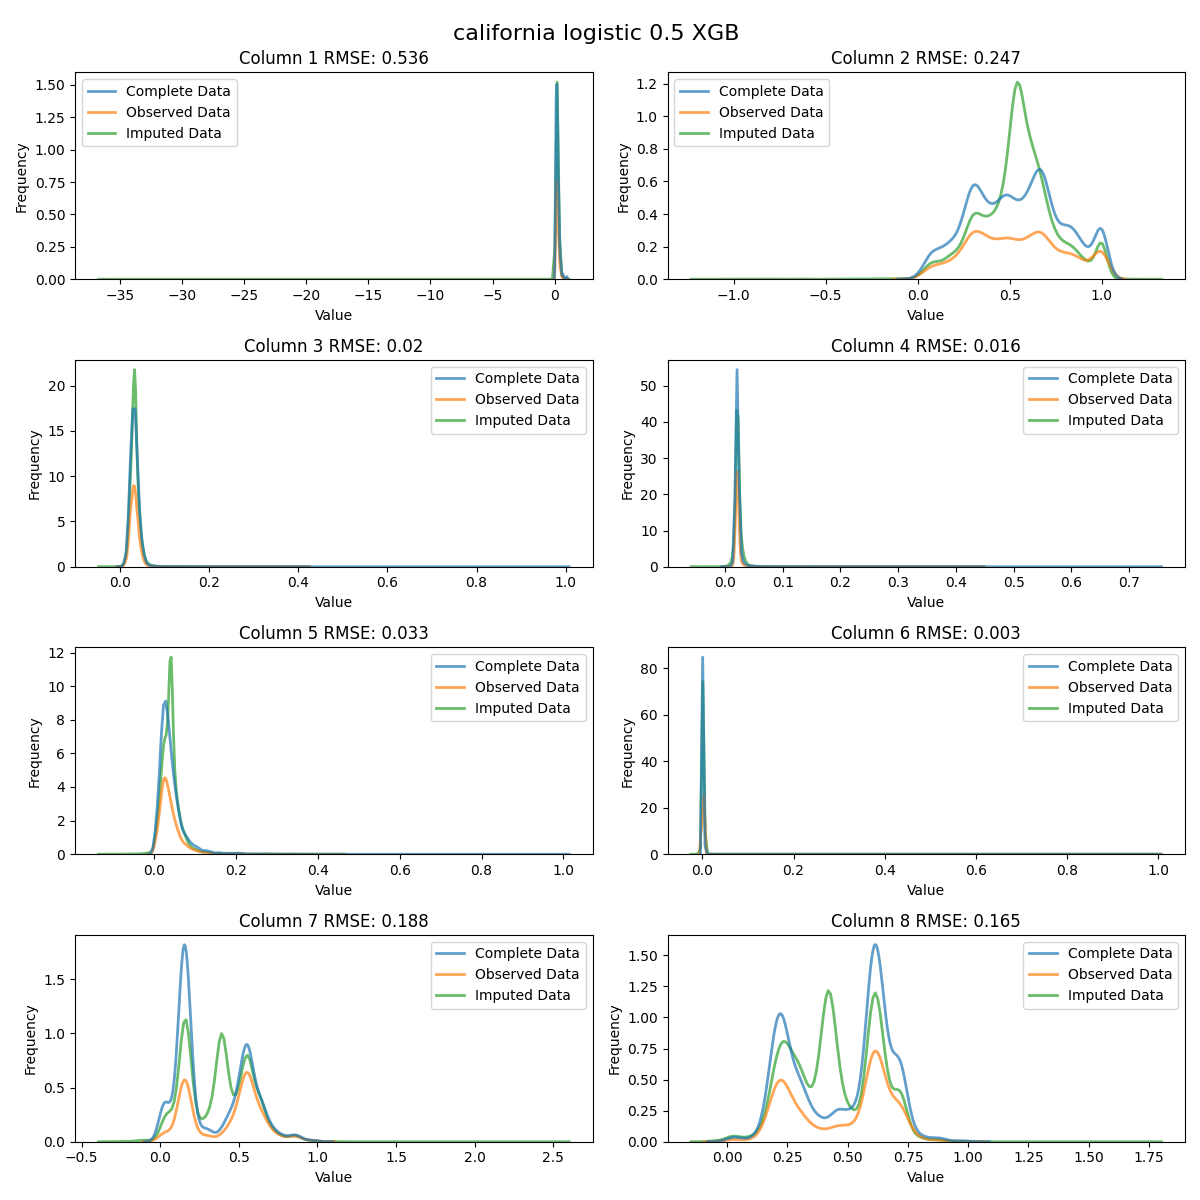 california logistic 0.5 XGB
Column 1 RMSE: 0.536
Frequency
1.50
1.25
1.00
0.75
0.50
0.25
0.00
Complete Data
Observed Data
Imputed Data
−35
−30
−25
−20
−15
−10
−5
0
Value
Column 2 RMSE: 0.247
Frequency
1.2
1.0
0.8
0.6
0.4
0.2
0.0
Complete Data
Observed Data
Imputed Data
−1.0
−0.5
0.0
0.5
1.0
Value
Column 3 RMSE: 0.02
Frequency
20
15
10
5
0
Complete Data
Observed Data
Imputed Data
0.0
0.2
0.4
0.6
0.8
1.0
Value
Column 4 RMSE: 0.016
Frequency
50
40
30
20
10
0
Complete Data
Observed Data
Imputed Data
0.0
0.1
0.2
0.3
0.4
0.5
0.6
0.7
Value
Column 5 RMSE: 0.033
Frequency
12
10
8
6
4
2
0
Complete Data
Observed Data
Imputed Data
0.0
0.2
0.4
0.6
0.8
1.0
Value
Column 6 RMSE: 0.003
Frequency
80
60
40
20
0
Complete Data
Observed Data
Imputed Data
0.0
0.2
0.4
0.6
0.8
1.0
Value
Column 7 RMSE: 0.188
Frequency
1.5
1.0
0.5
0.0
Complete Data
Observed Data
Imputed Data
−0.5
0.0
0.5
1.0
1.5
2.0
2.5
Value
Column 8 RMSE: 0.165
Frequency
1.50
1.25
1.00
0.75
0.50
0.25
0.00
Complete Data
Observed Data
Imputed Data
0.00
0.25
0.50
0.75
1.00
1.25
1.50
1.75
Value